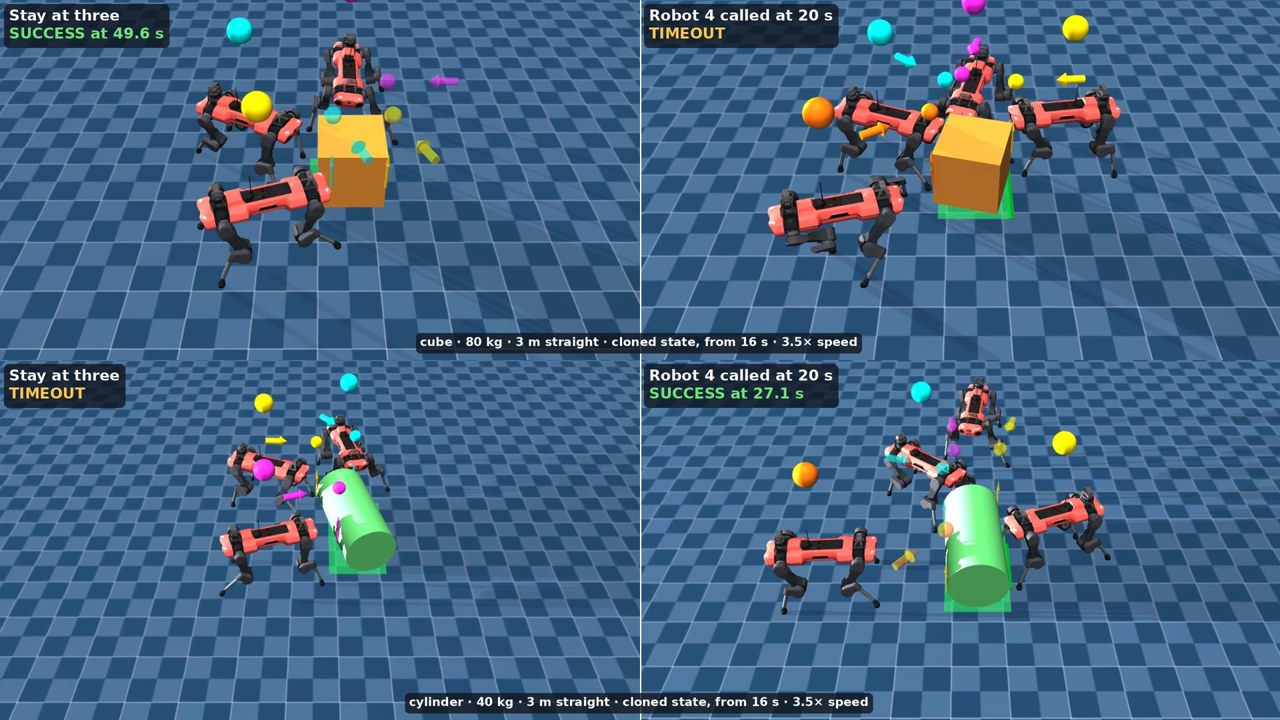 Stay at three
SUCCESS at 49.6 s
Robot 4 called at 20 s
TIMEOUT
cube · 80 kg · 3 m straight · cloned state, from 16 s · 3.5× speed
Stay at three
TIMEOUT
Robot 4 called at 20 s
SUCCESS at 27.1 s
cylinder · 40 kg · 3 m straight · cloned state, from 16 s · 3.5× speed